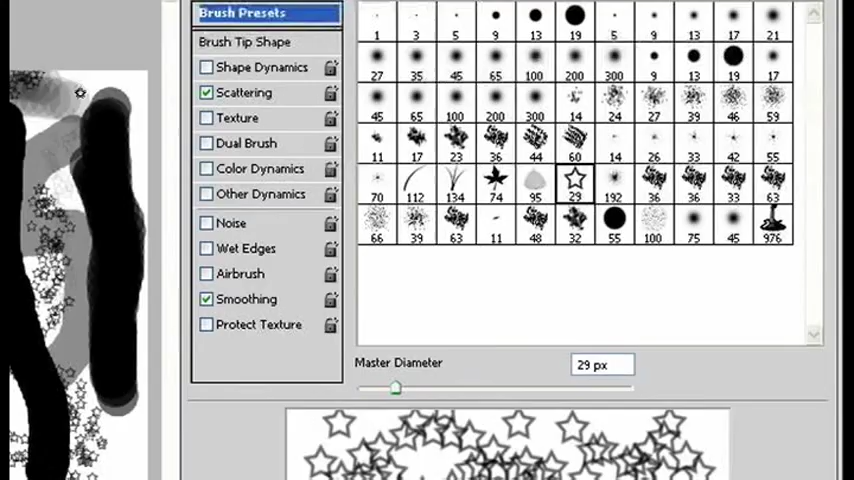 Brush Presets
Brush Tip Shape
Shape Dynamics
Scattering
Texture
Dual Brush
Color Dynamics
Other Dynamics
Noise
Wet Edges
Airbrush
Smoothing
Protect Texture
1 3 5 9 13 19 5 9 13 17 21
27 35 45 65 100 200 300 9 13 19 17
45 65 100 200 300 14 24 27 39 46 59
11 17 23 36 44 60 14 26 33 42 55
70 112 134 74 95 29 192 36 36 33 63
66 39 63 11 48 32 55 100 75 45 976
Master Diameter
29 px